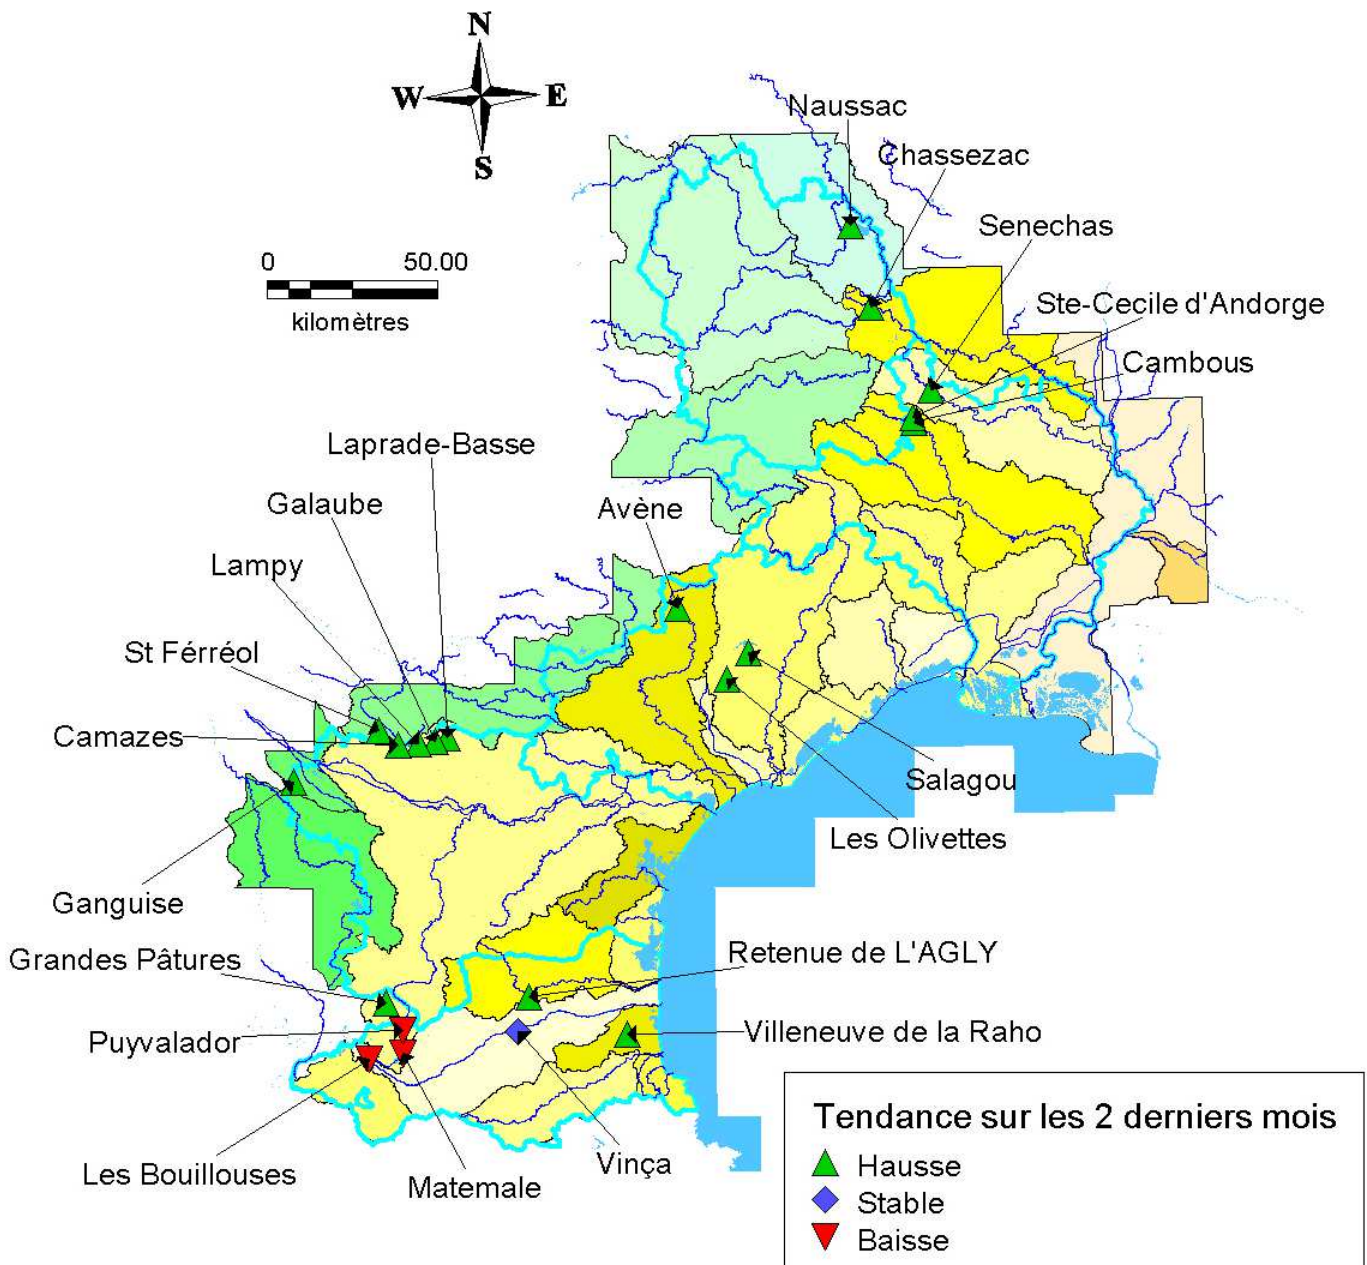 N
W
E
S
0
50.00
kilomètres
Naussac
Chassezac
Senechas
Ste-Cecile d'Andorge
Cambous
Laprade-Basse
Galaube
Avène
Lampy
St Férréol
Camazes
Salagou
Les Olivettes
Ganguise
Grandes Pâtures
Retenue de L'AGLY
Puyvalador
Villeneuve de la Raho
Les Bouillouses
Matemale
Vinça
Tendance sur les 2 derniers mois
Hausse
Stable
Baisse